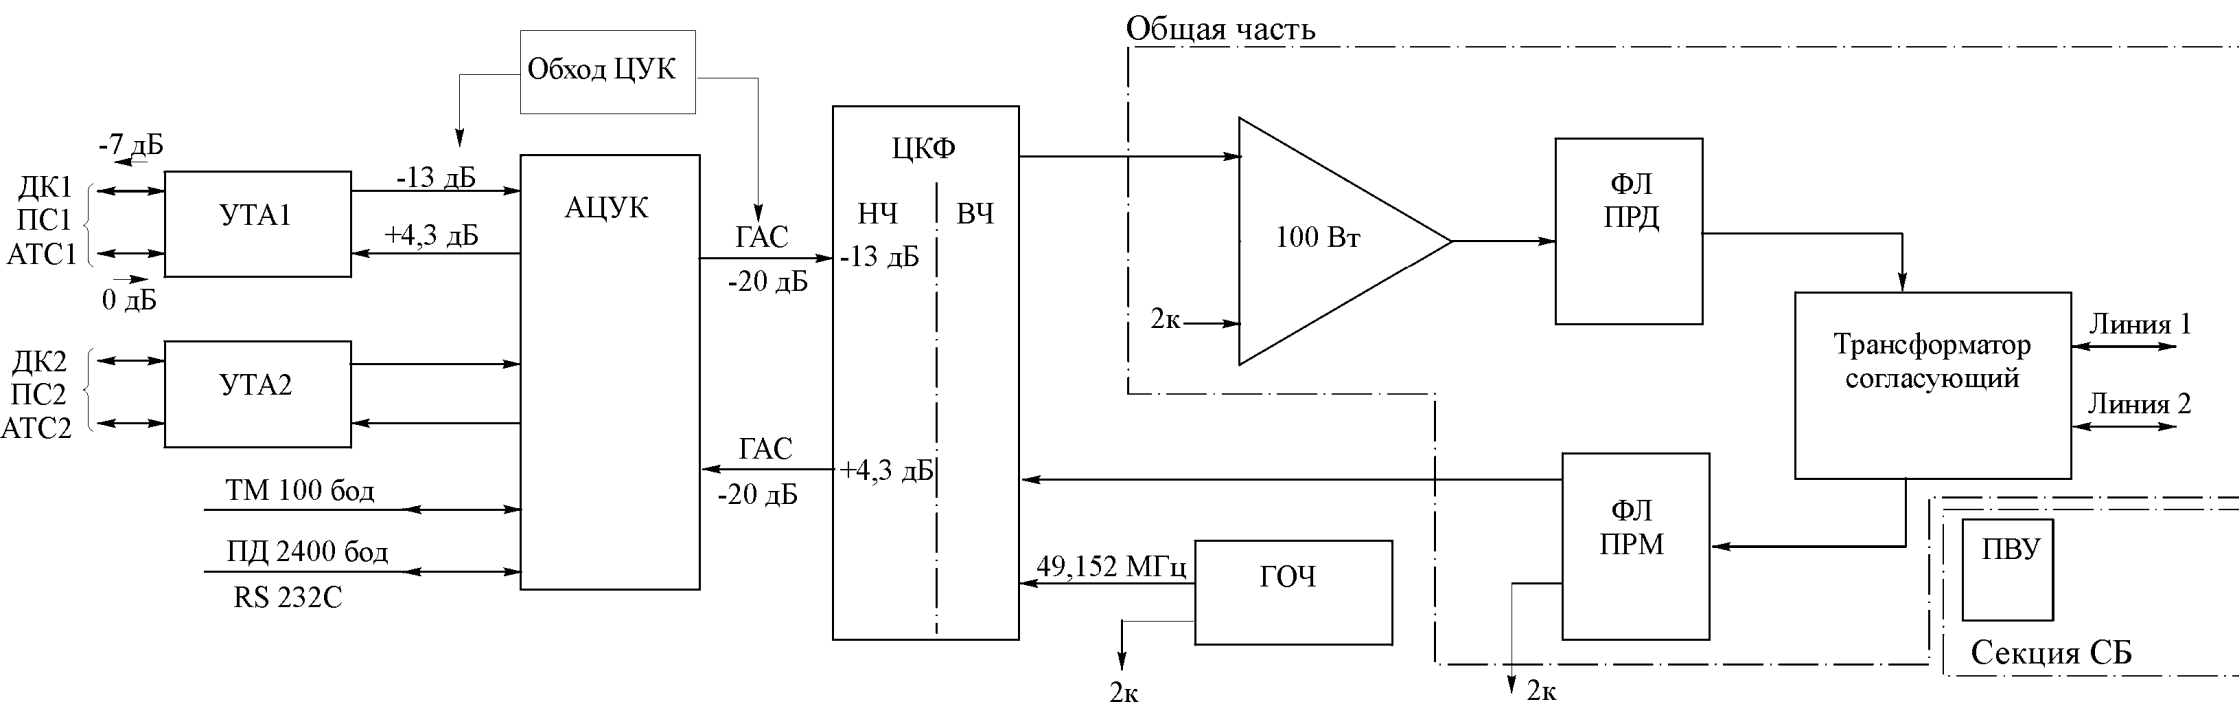 Общая часть
Обход ЦУК
-7 дБ
ДК1
ПС1
АТС1
0 дБ
УТА1
-13 дБ
+4,3 дБ
АЦУК
ГАС
-20 дБ
ЦКФ
НЧ
ВЧ
-13 дБ
100 Вт
2к
ФЛ
ПРД
Трансформатор
согласующий
Линия 1
Линия 2
ДК2
ПС2
АТС2
УТА2
ТМ 100 бод
ПД 2400 бод
RS 232C
ГАС
-20 дБ
+4,3 дБ
49,152 МГц
ГОЧ
2к
ФЛ
ПРМ
2к
ПВУ
Секция СБ